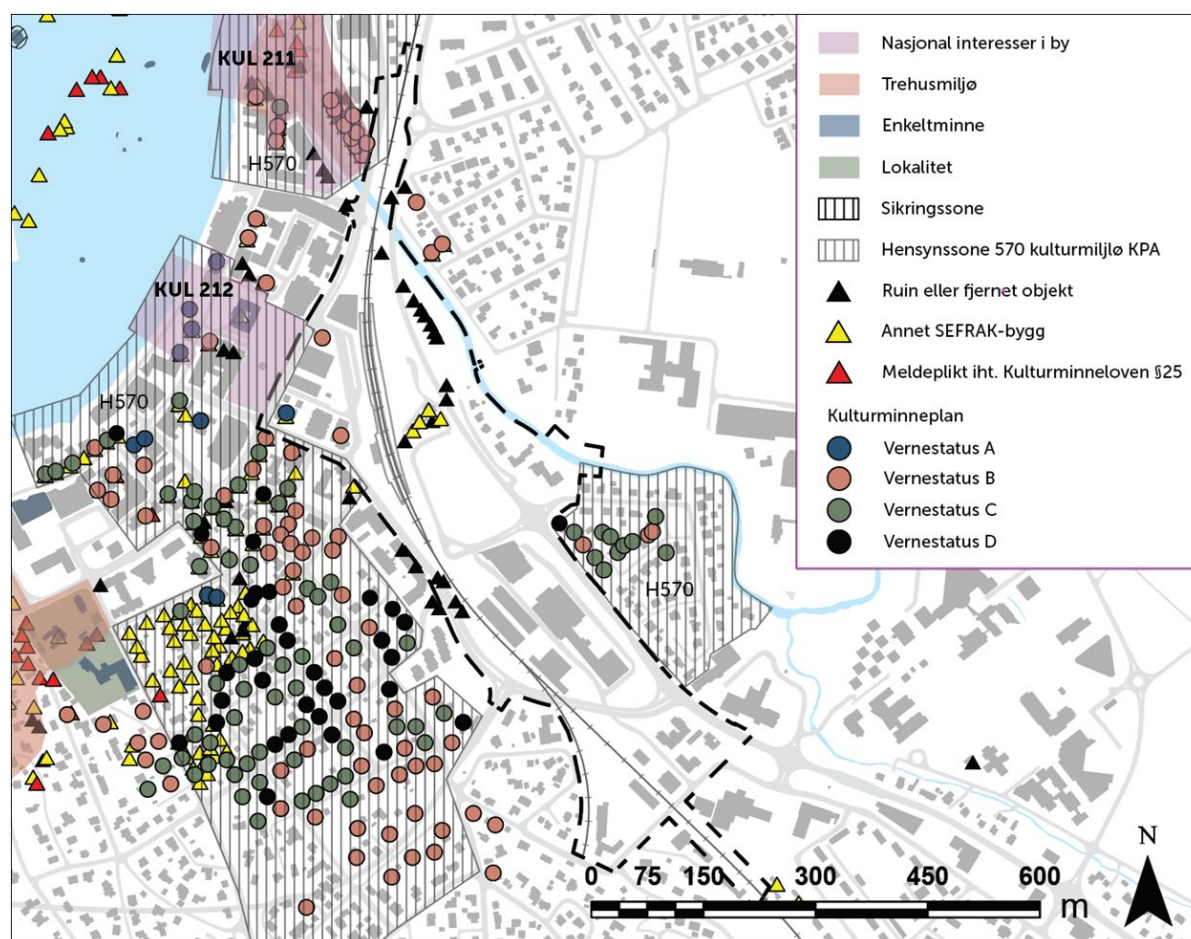 KUL 211
H570
KUL 212
H570
H570
Nasjonal interesser i by
Trehusmiljø
Enkeltminne
Lokalitet
Sikringssone
Hensynssone 570 kulturmiljø KPA
Ruin eller fjernet objekt
Annet SEFRAK-bygg
Meldeplikt iht. Kulturminneloven §25
Kulturminneplan
Vernestatus A
Vernestatus B
Vernestatus C
Vernestatus D
N
0 75 150 300 450 600
m